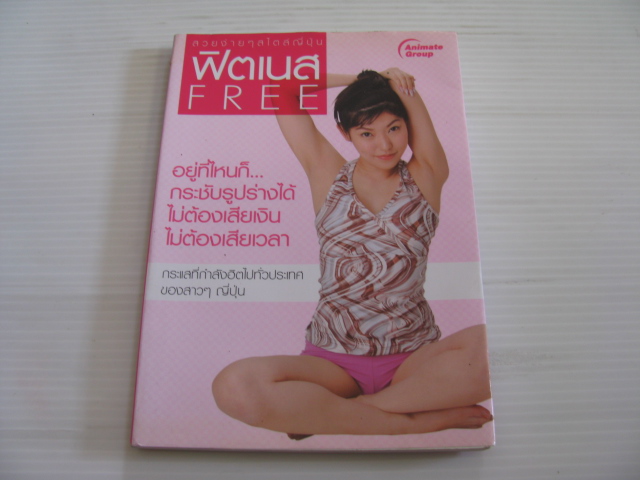 สวยง่ายๆสไตล์ญี่ปุ่น
ฟิตเนส
FREE
Animate
Group
อยู่ที่ไหนก็...
กระชับรูปร่างได้
ไม่ต้องเสียเงิน
ไม่ต้องเสียเวลา
กระแสที่กำลังฮิตไปทั่วประเทศ
ของสาวๆ ญี่ปุ่น